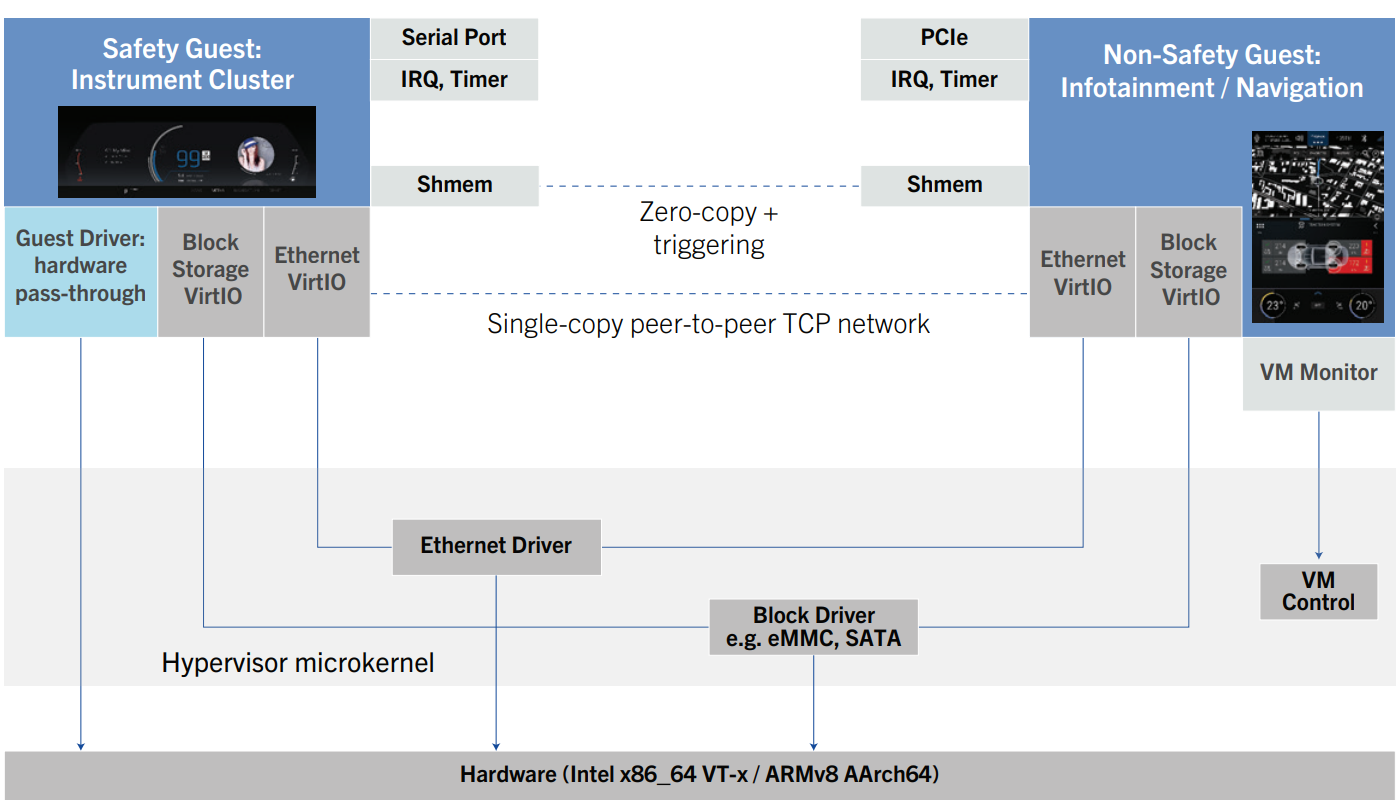 Safety Guest:
Instrument Cluster
99
Serial Port
IRQ, Timer
Shmem
PCIe
IRQ, Timer
Shmem
Non-Safety Guest:
Infotainment / Navigation
23°
20°
Zero-copy +
triggering
Guest Driver:
hardware
pass-through
Block
Storage
VirtIO
Ethernet
VirtIO
Ethernet
VirtIO
Block
Storage
VirtIO
Single-copy peer-to-peer TCP network
VM Monitor
Ethernet Driver
VM
Control
Block Driver
e.g. eMMC, SATA
Hypervisor microkernel
Hardware (Intel x86_64 VT-x / ARMv8 AArch64)